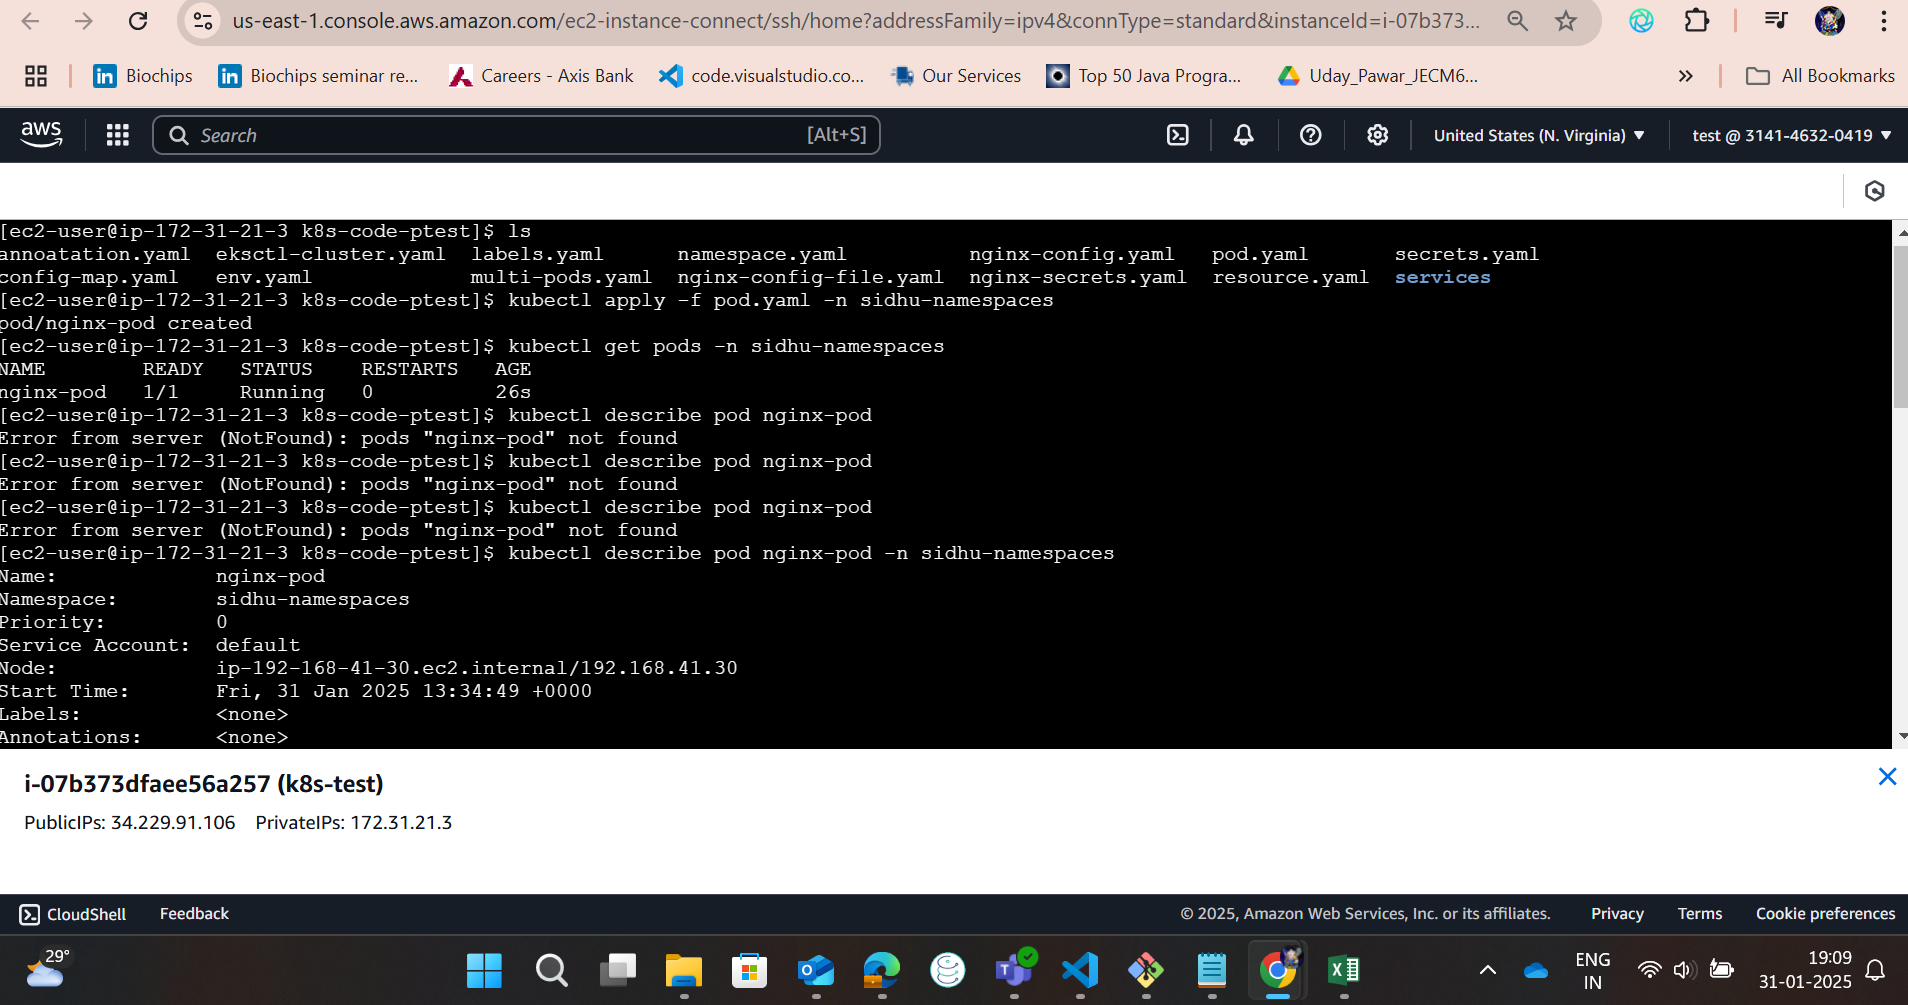 us-east-1.console.aws.amazon.com/ec2-instance-connect/ssh/home?addressFamily=ipv4&connType=standard&instanceId=i-07b373...
Biochips Biochips seminar re... Careers - Axis Bank code.visualstudio.co... Our Services Top 50 Java Progra... Uday_Pawar_JECM6... » All Bookmarks
aws Search [Alt+S] United States (N. Virginia) ▼ test @ 3141-4632-0419 ▼
[ec2-user@ip-172-31-21-3 k8s-code-ptest]$ ls
annoatation.yaml eksctl-cluster.yaml labels.yaml namespace.yaml nginx-config.yaml pod.yaml secrets.yaml
config-map.yaml env.yaml multi-pods.yaml nginx-config-file.yaml nginx-secrets.yaml resource.yaml services
[ec2-user@ip-172-31-21-3 k8s-code-ptest]$ kubectl apply -f pod.yaml -n sidhu-namespaces
pod/nginx-pod created
[ec2-user@ip-172-31-21-3 k8s-code-ptest]$ kubectl get pods -n sidhu-namespaces
NAME READY STATUS RESTARTS AGE
nginx-pod 1/1 Running 0 26s
[ec2-user@ip-172-31-21-3 k8s-code-ptest]$ kubectl describe pod nginx-pod
Error from server (NotFound): pods "nginx-pod" not found
[ec2-user@ip-172-31-21-3 k8s-code-ptest]$ kubectl describe pod nginx-pod
Error from server (NotFound): pods "nginx-pod" not found
[ec2-user@ip-172-31-21-3 k8s-code-ptest]$ kubectl describe pod nginx-pod
Error from server (NotFound): pods "nginx-pod" not found
[ec2-user@ip-172-31-21-3 k8s-code-ptest]$ kubectl describe pod nginx-pod -n sidhu-namespaces
Name: nginx-pod
Namespace: sidhu-namespaces
Priority: 0
Service Account: default
Node: ip-192-168-41-30.ec2.internal/192.168.41.30
Start Time: Fri, 31 Jan 2025 13:34:49 +0000
Labels: <none>
Annotations: <none>
i-07b373dfaee56a257 (k8s-test)
PublicIPs: 34.229.91.106 PrivateIPs: 172.31.21.3
CloudShell Feedback © 2025, Amazon Web Services, Inc. or its affiliates. Privacy Terms Cookie preferences
29° ENG 19:09
IN 31-01-2025